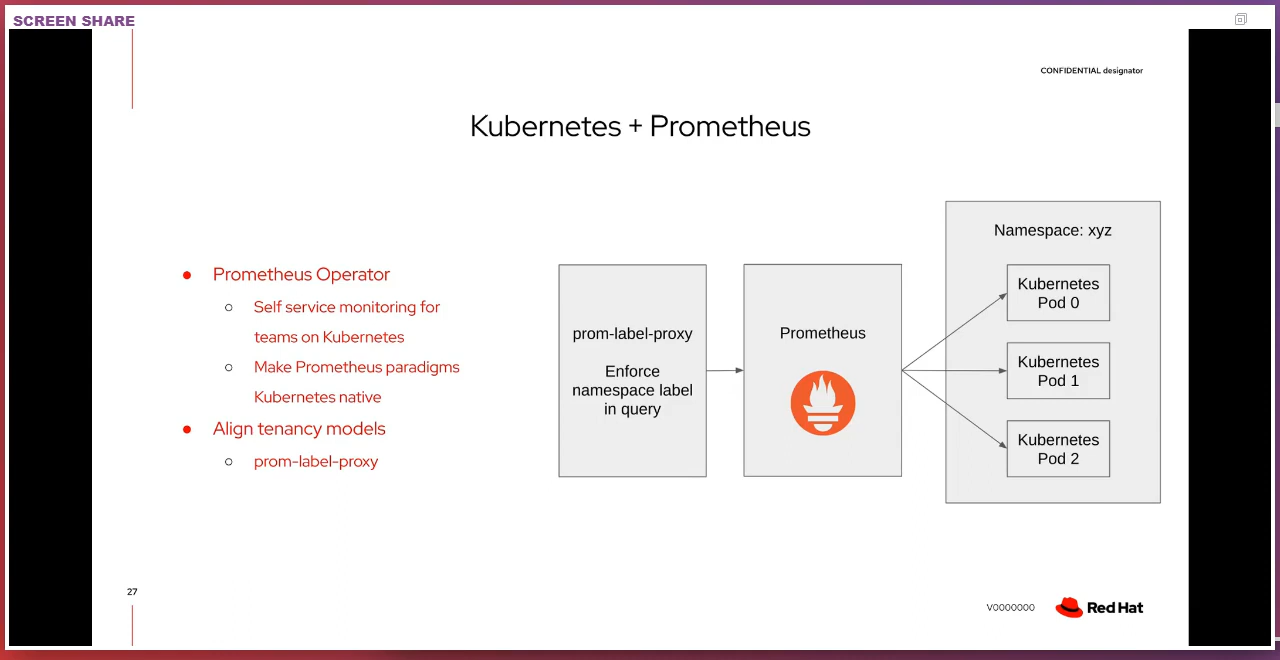 SCREEN SHARE
CONFIDENTIAL designator
Kubernetes + Prometheus
Prometheus Operator
Self service monitoring for
teams on Kubernetes
Make Prometheus paradigms
Kubernetes native
Align tenancy models
prom-label-proxy
prom-label-proxy
Enforce
namespace label
in query
Prometheus
Namespace: xyz
Kubernetes
Pod 0
Kubernetes
Pod 1
Kubernetes
Pod 2
27
V0000000
Red Hat